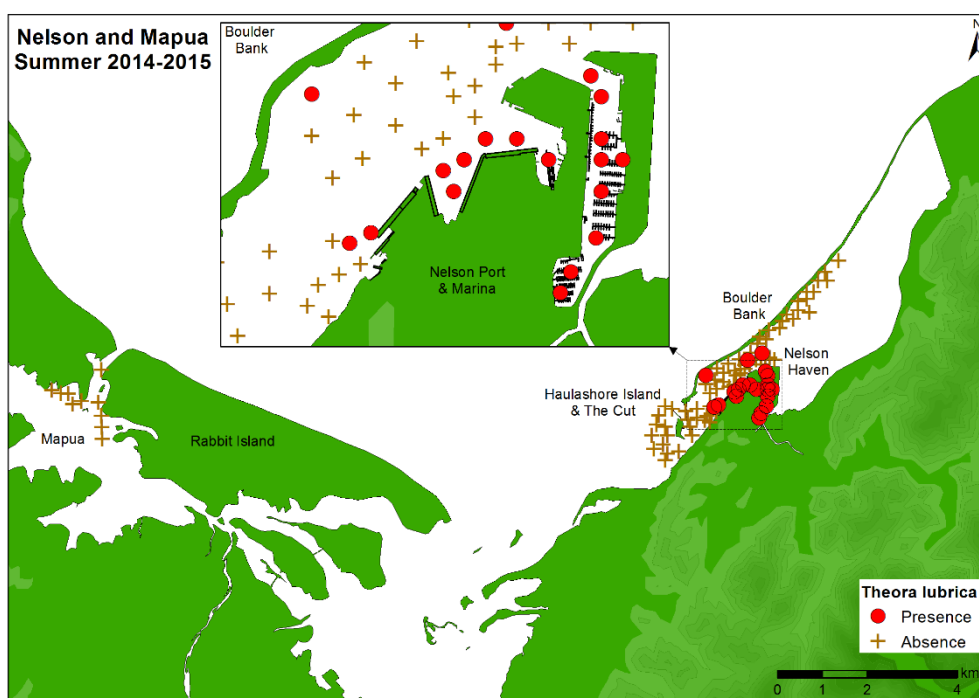 Nelson and Mapua
Summer 2014-2015
Boulder
Bank
N
Nelson Port
& Marina
Boulder
Bank
Nelson
Haven
Haulashore Island
& The Cut
Mapua
Rabbit Island
Theora lubrica
Presence
Absence
km
0 1 2 4